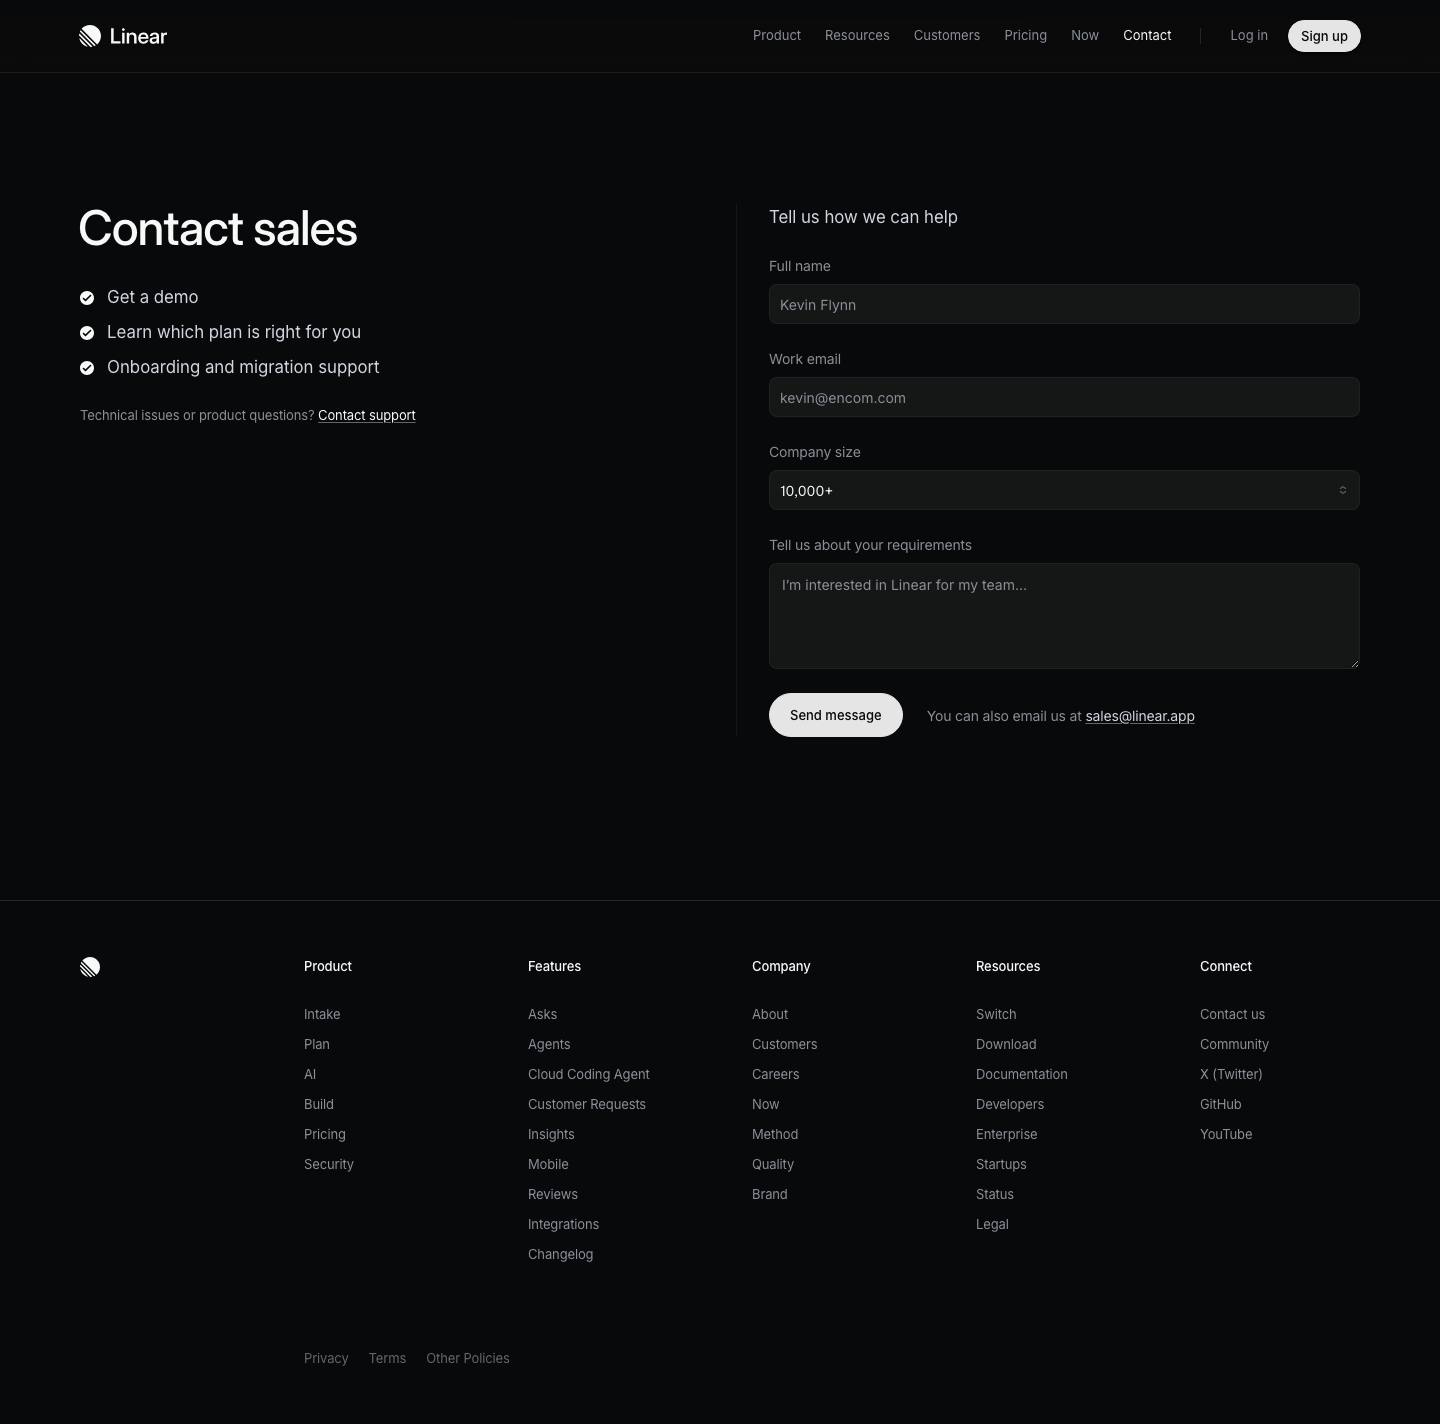 Linear
Product Resources Customers Pricing Now Contact Log in Sign up
Contact sales
Get a demo
Learn which plan is right for you
Onboarding and migration support
Technical issues or product questions? Contact support
Tell us how we can help
Full name
Kevin Flynn
Work email
kevin@encom.com
Company size
10,000+
Tell us about your requirements
I'm interested in Linear for my team...
Send message
You can also email us at sales@linear.app
Product
Intake
Plan
AI
Build
Pricing
Security
Features
Asks
Agents
Cloud Coding Agent
Customer Requests
Insights
Mobile
Reviews
Integrations
Changelog
Company
About
Customers
Careers
Now
Method
Quality
Brand
Resources
Switch
Download
Documentation
Developers
Enterprise
Startups
Status
Legal
Connect
Contact us
Community
X (Twitter)
GitHub
YouTube
Privacy Terms Other Policies